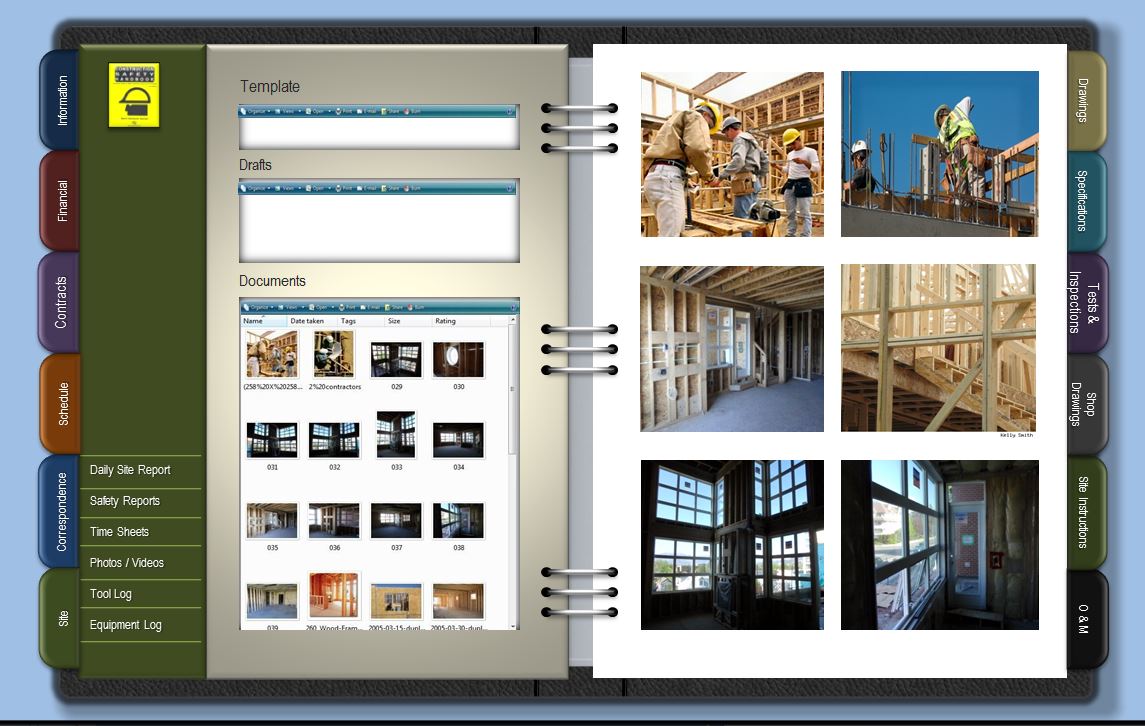 Information
Financial
Contracts
Schedule
Correspondence
Site
CONSTRUCTION
SAFETY
HANDBOOK
Daily Site Report
Safety Reports
Time Sheets
Photos / Videos
Tool Log
Equipment Log
Template
Organize Views Open Print E-mail Share Burn
Drafts
Organize Views Open Print E-mail Share Burn
Documents
Organize Views Open Print E-mail Share Burn
Name Date taken Tags Size Rating
(258%20X%20258... 2%20contractors 029 030
031 032 033 034
035 036 037 038
039 260_Wood-Fram... 2005-03-15-dupl... 2005-03-30-dupl...
Kelly Smith
Drawings
Specifications
Tests &
Inspections
Shop
Drawings
Site Instructions
O & M